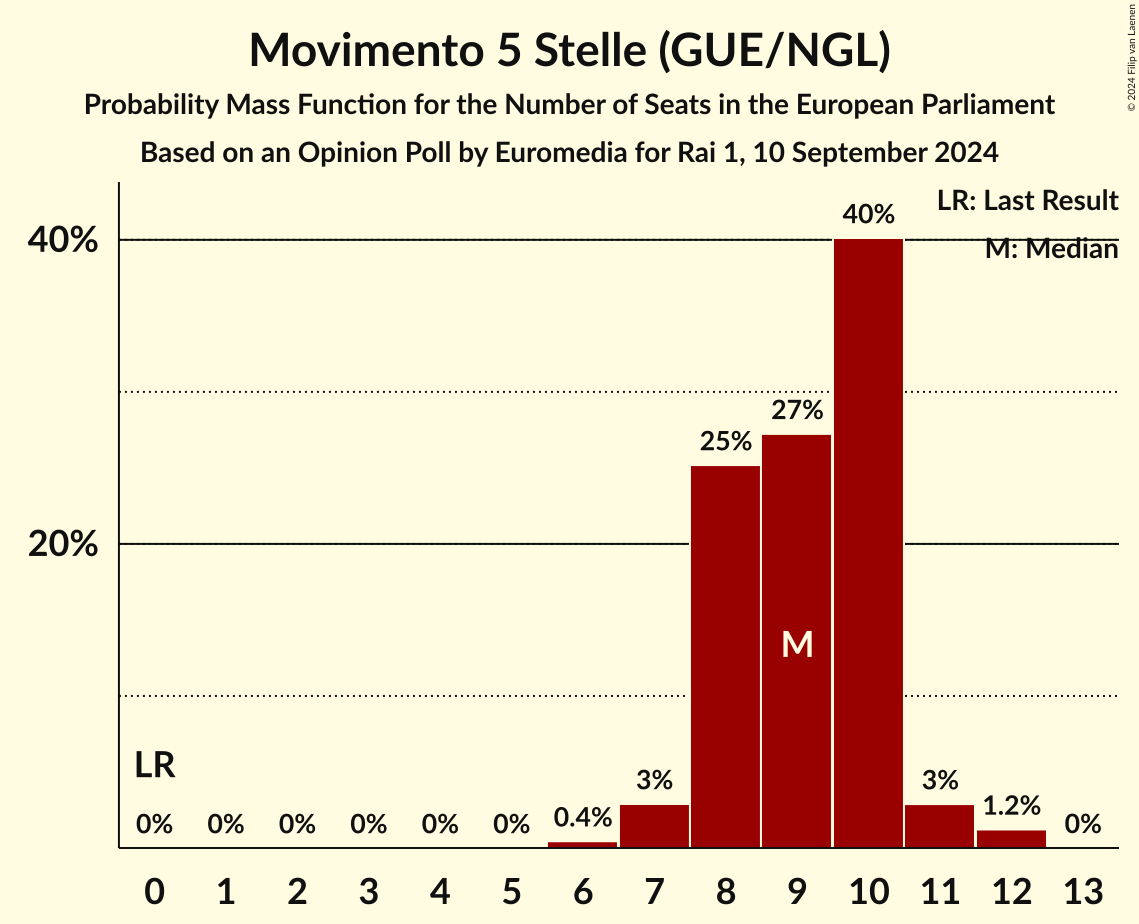 Movimento 5 Stelle (GUE/NGL)
Probability Mass Function for the Number of Seats in the European Parliament
Based on an Opinion Poll by Euromedia for Rai 1, 10 September 2024
© 2024 Filip van Laenen
LR: Last Result
M: Median
40%
20%
40%
27%
25%
M
LR
3%
3%
0% 0% 0% 0% 0% 0% 0.4% 1.2% 0%
0 1 2 3 4 5 6 7 8 9 10 11 12 13